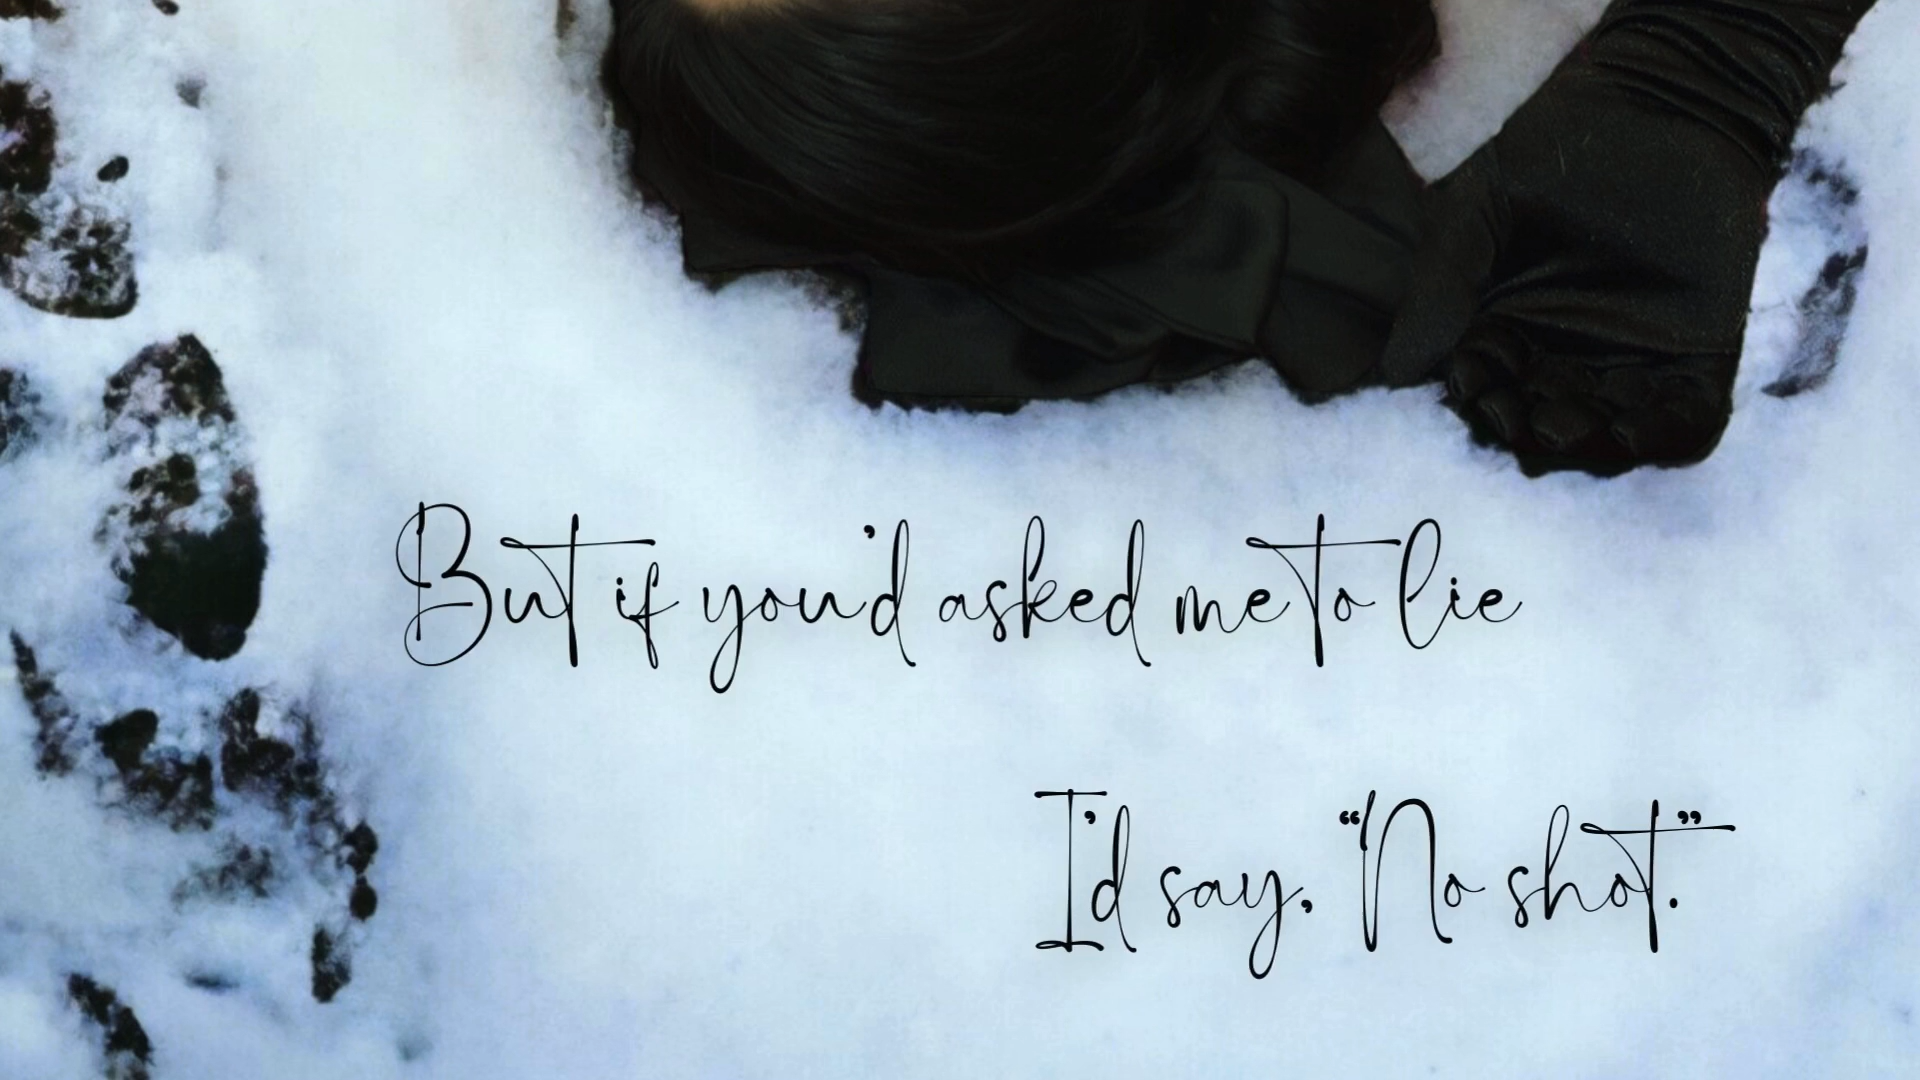 But if you'd asked me to lie
I'd say, “No shot.”